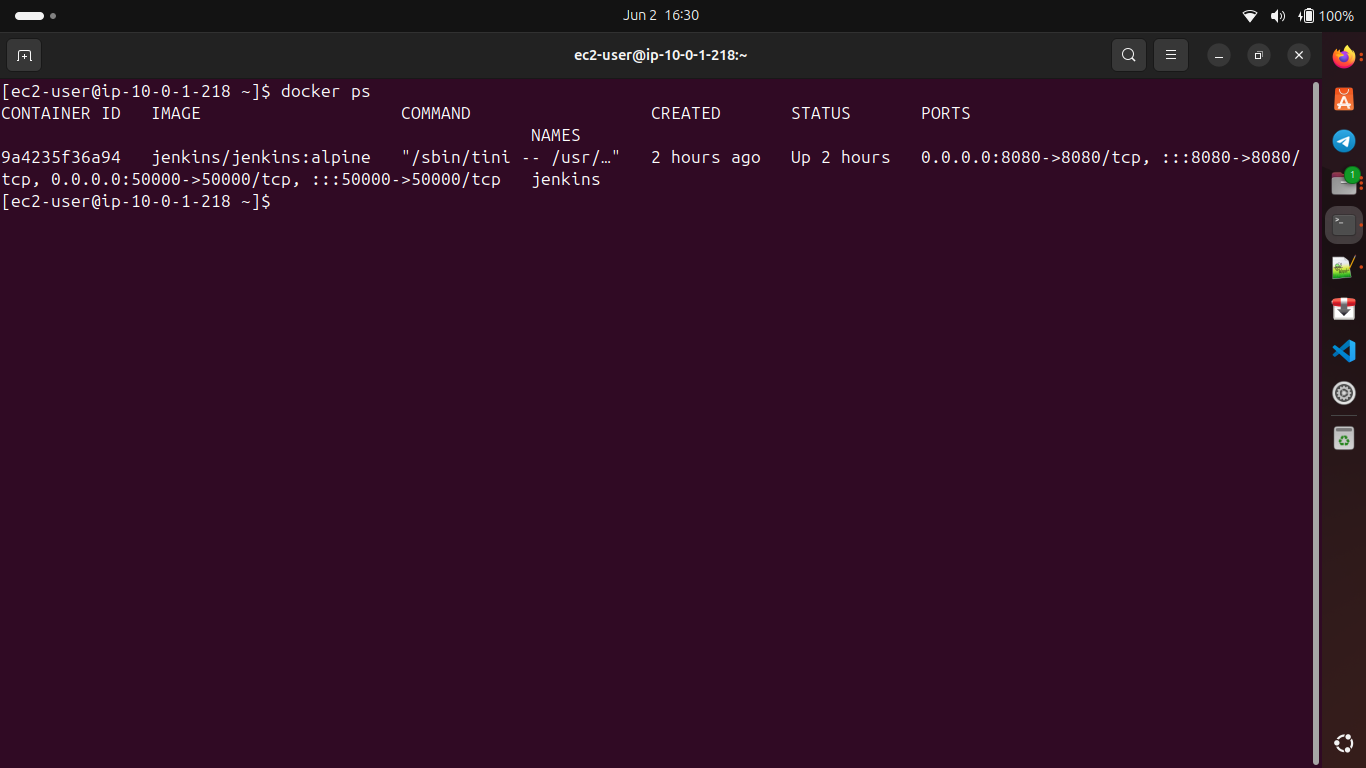 Jun 2 16:30
100%
ec2-user@ip-10-0-1-218:~
[ec2-user@ip-10-0-1-218 ~]$ docker ps
CONTAINER ID   IMAGE                    COMMAND                  CREATED       STATUS       PORTS
                                                     NAMES
9a4235f36a94   jenkins/jenkins:alpine   "/sbin/tini -- /usr/…"   2 hours ago   Up 2 hours   0.0.0.0:8080->8080/tcp, :::8080->8080/
tcp, 0.0.0.0:50000->50000/tcp, :::50000->50000/tcp   jenkins
[ec2-user@ip-10-0-1-218 ~]$
1